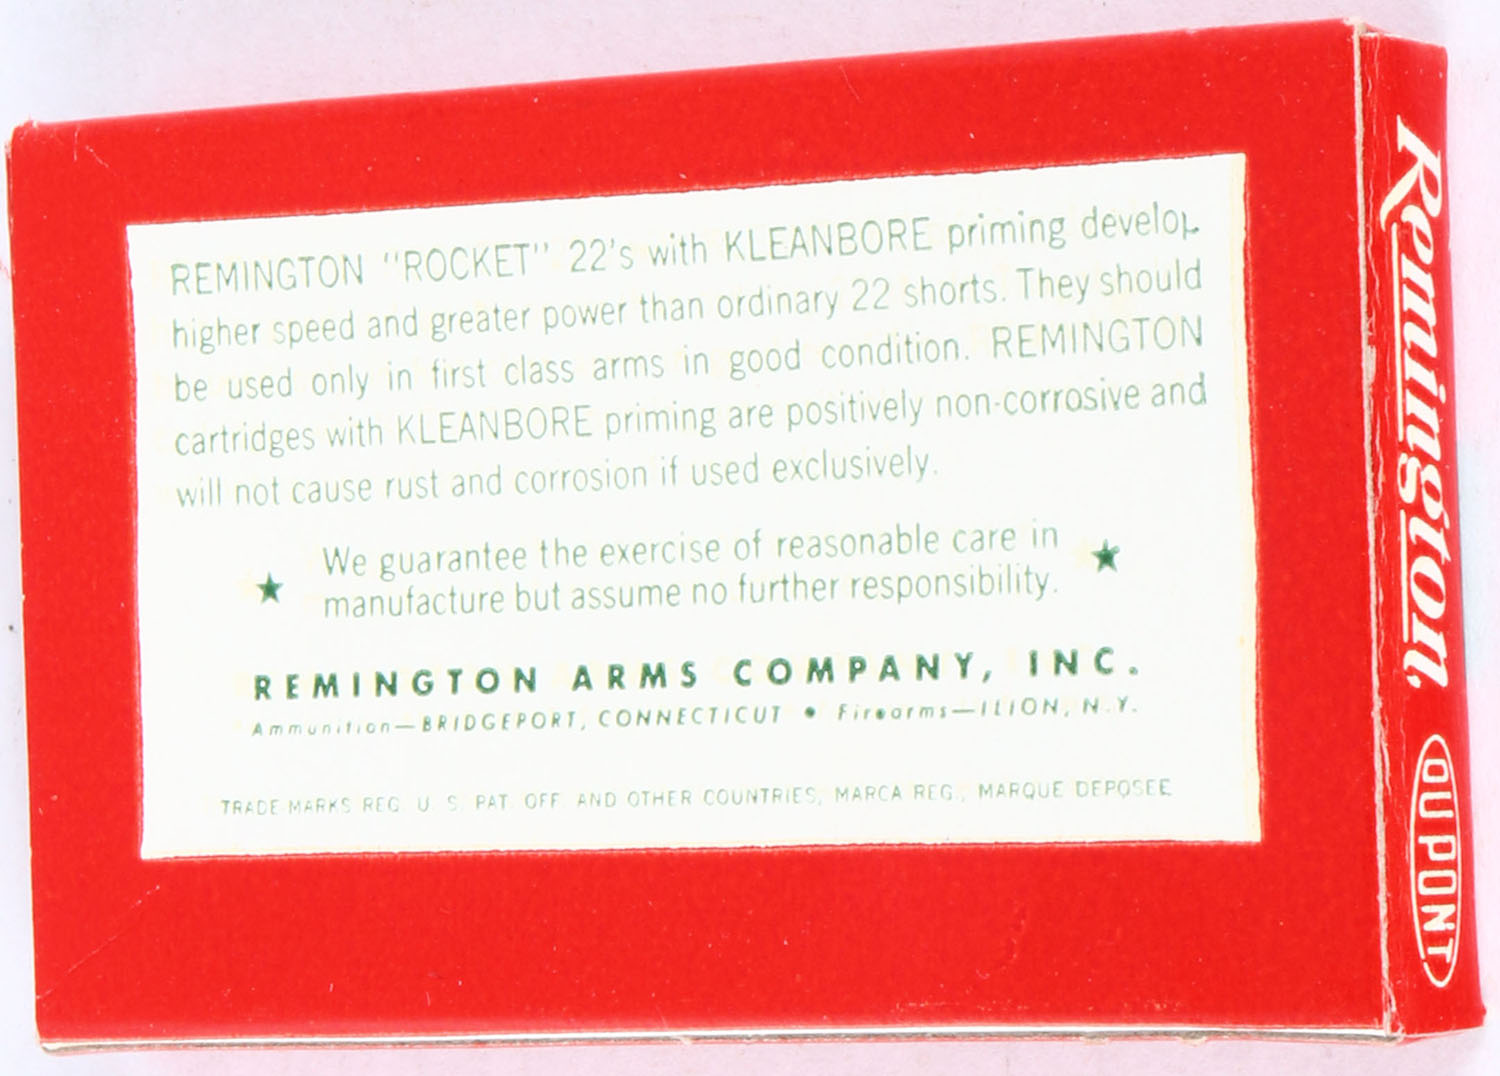 REMINGTON "ROCKET" 22's with KLEANBORE priming develop
higher speed and greater power than ordinary 22 shorts. They should
be used only in first class arms in good condition. REMINGTON
cartridges with KLEANBORE priming are positively non-corrosive and
will not cause rust and corrosion if used exclusively.
★ We guarantee the exercise of reasonable care in ★
manufacture but assume no further responsibility.
REMINGTON ARMS COMPANY, INC.
Ammunition—BRIDGEPORT, CONNECTICUT • Firearms—ILION, N.Y.
TRADE MARKS REG. U. S. PAT. OFF. AND OTHER COUNTRIES, MARCA REG., MARQUE DEPOSEE
Remington.
DUPONT